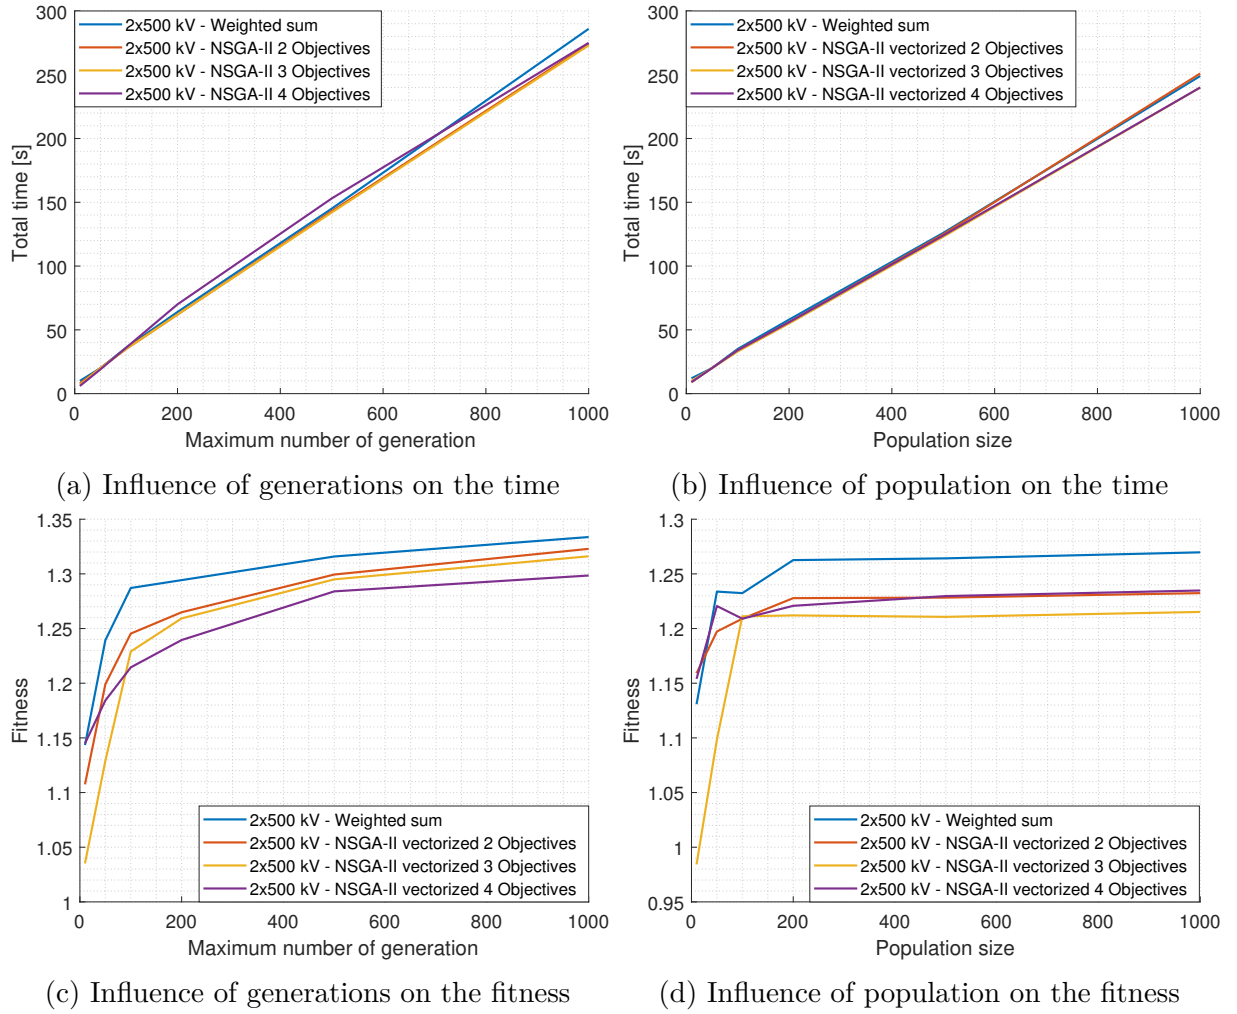 300
250
200
150
100
50
0
Total time [s]
2x500 kV - Weighted sum
2x500 kV - NSGA-II 2 Objectives
2x500 kV - NSGA-II 3 Objectives
2x500 kV - NSGA-II 4 Objectives
0 200 400 600 800 1000
Maximum number of generation
(a) Influence of generations on the time
300
250
200
150
100
50
0
Total time [s]
2x500 kV - Weighted sum
2x500 kV - NSGA-II vectorized 2 Objectives
2x500 kV - NSGA-II vectorized 3 Objectives
2x500 kV - NSGA-II vectorized 4 Objectives
0 200 400 600 800 1000
Population size
(b) Influence of population on the time
1.35
1.3
1.25
1.2
1.15
1.1
1.05
1
Fitness
2x500 kV - Weighted sum
2x500 kV - NSGA-II vectorized 2 Objectives
2x500 kV - NSGA-II vectorized 3 Objectives
2x500 kV - NSGA-II vectorized 4 Objectives
0 200 400 600 800 1000
Maximum number of generation
(c) Influence of generations on the fitness
1.3
1.25
1.2
1.15
1.1
1.05
1
0.95
Fitness
2x500 kV - Weighted sum
2x500 kV - NSGA-II vectorized 2 Objectives
2x500 kV - NSGA-II vectorized 3 Objectives
2x500 kV - NSGA-II vectorized 4 Objectives
0 200 400 600 800 1000
Population size
(d) Influence of population on the fitness